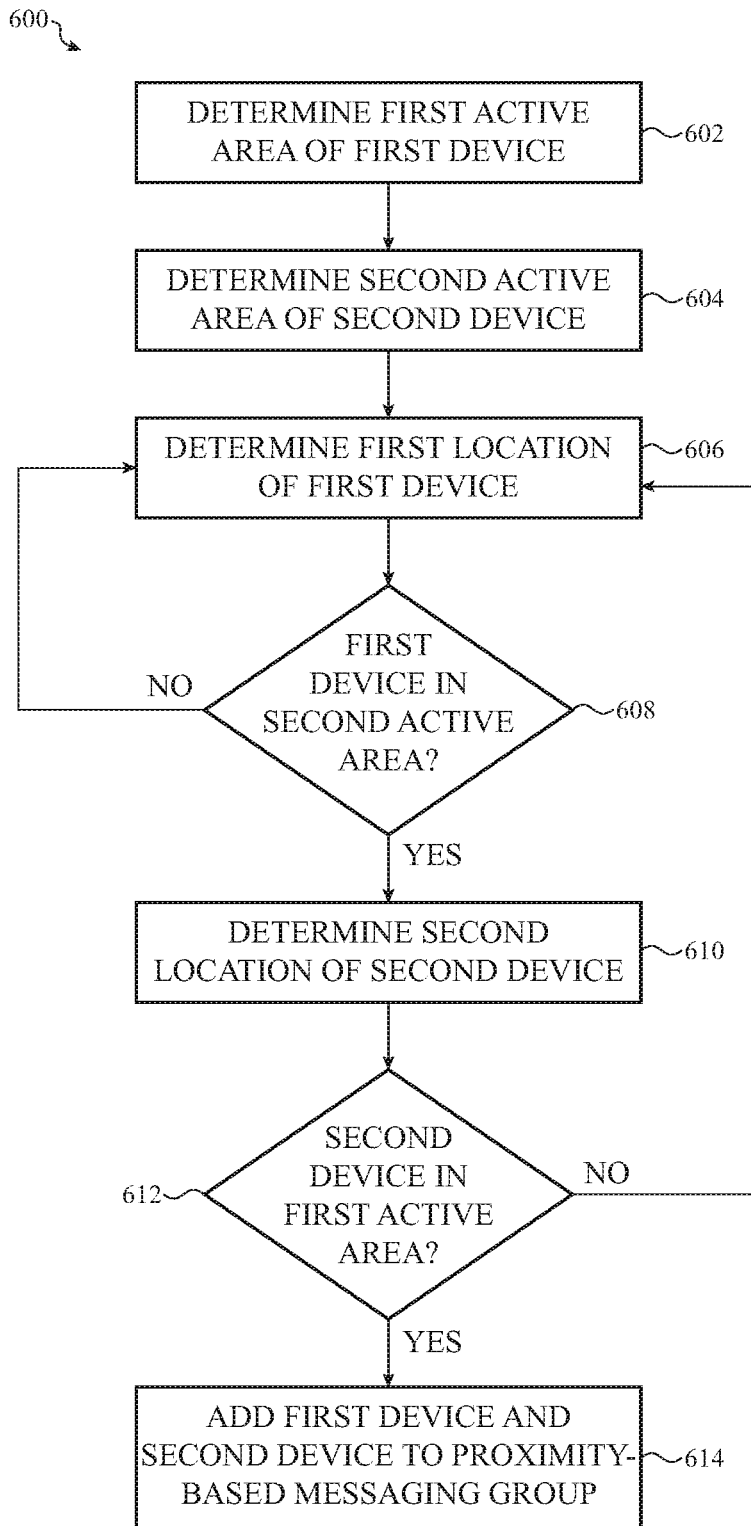 600
DETERMINE FIRST ACTIVE
AREA OF FIRST DEVICE
602
DETERMINE SECOND ACTIVE
AREA OF SECOND DEVICE
604
DETERMINE FIRST LOCATION
OF FIRST DEVICE
606
FIRST
DEVICE IN
SECOND ACTIVE
AREA?
608
NO
YES
DETERMINE SECOND
LOCATION OF SECOND DEVICE
610
SECOND
DEVICE IN
FIRST ACTIVE
AREA?
612
NO
YES
ADD FIRST DEVICE AND
SECOND DEVICE TO PROXIMITY-
BASED MESSAGING GROUP
614